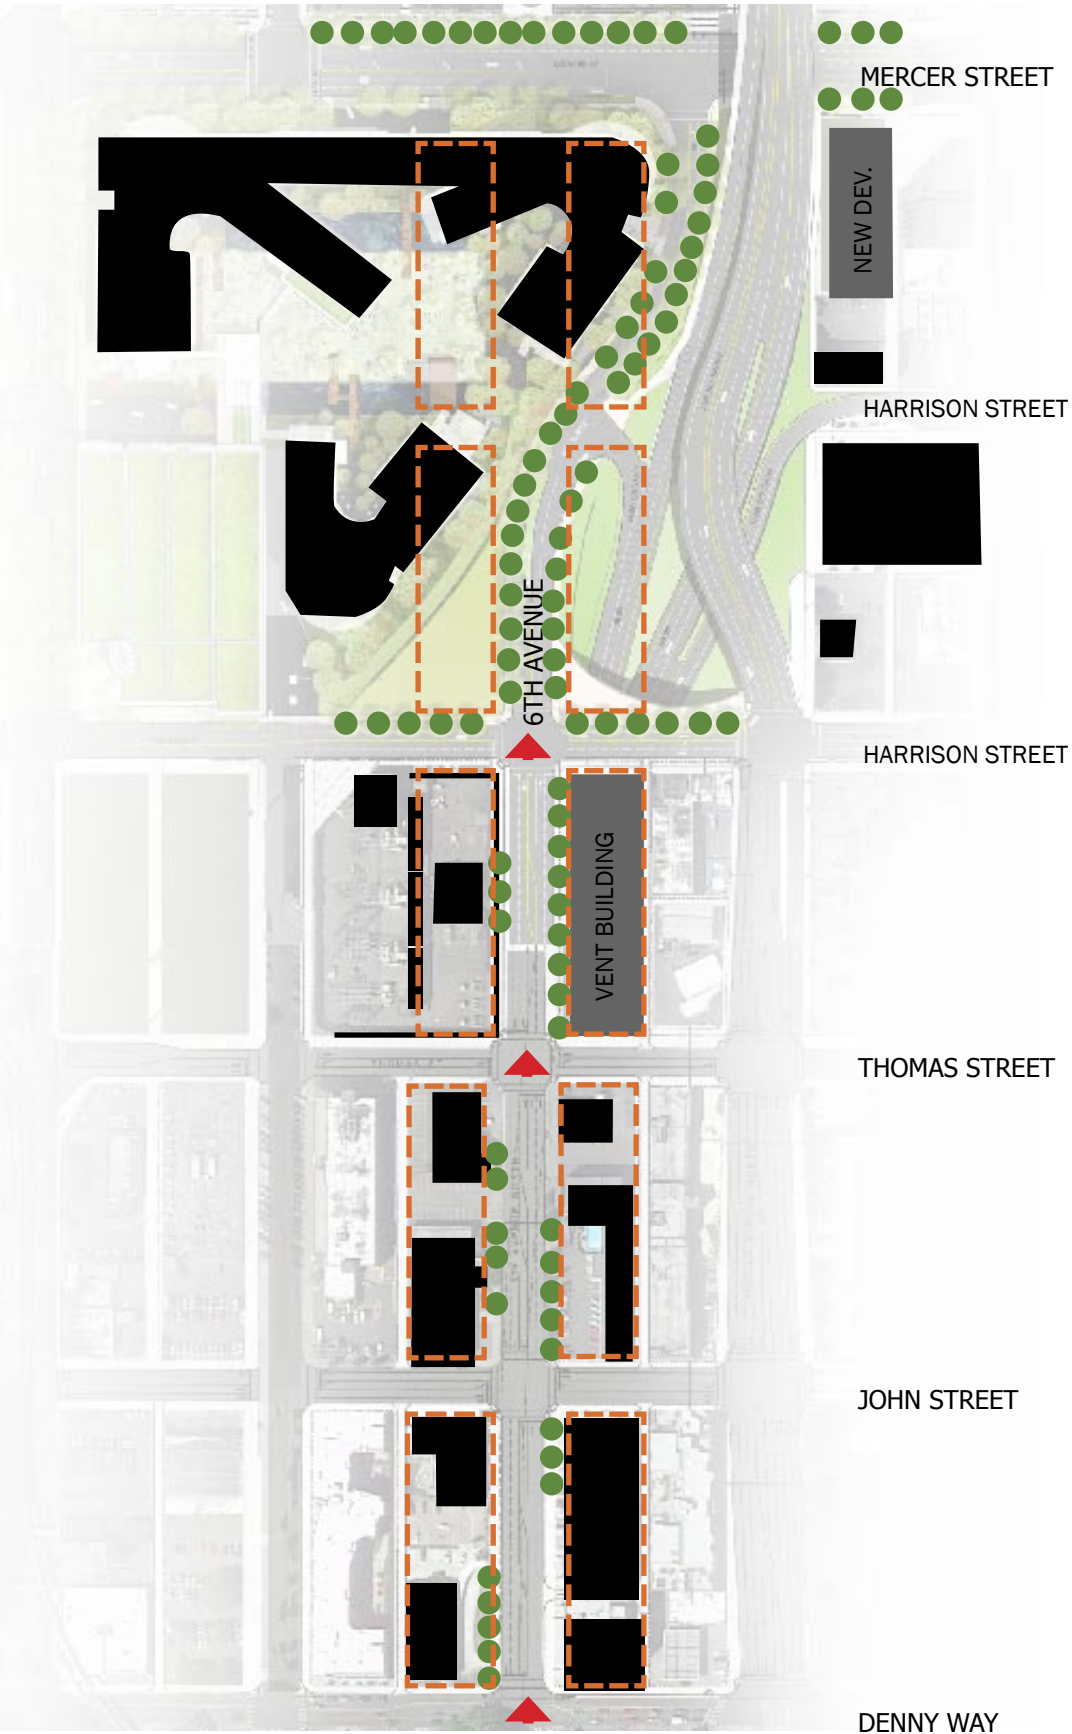 MERCER STREET
NEW DEV.
HARRISON STREET
6TH AVENUE
HARRISON STREET
VENT BUILDING
THOMAS STREET
JOHN STREET
DENNY WAY